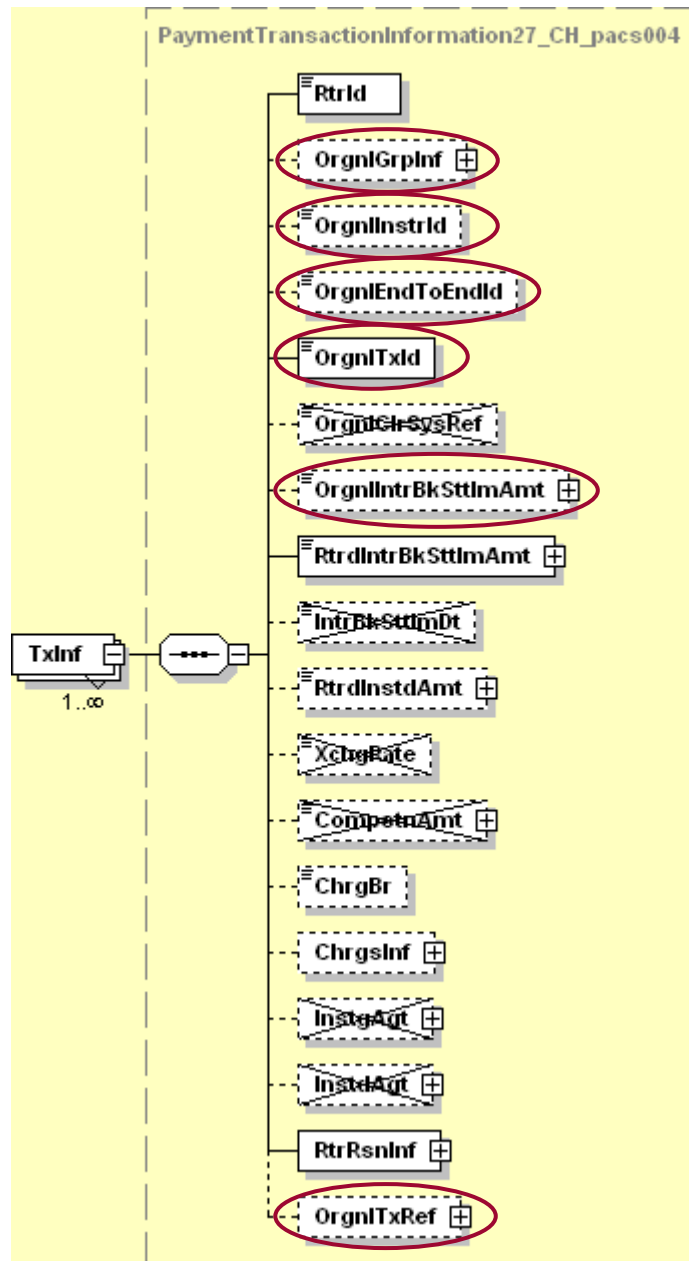 PaymentTransactionInformation27_CH_pacs004
RtrId
OrgnlGrpInf
OrgnlInstrId
OrgnlEndToEndId
OrgnlTxId
OrgnlClrSysRef
OrgnlIntrBkSttlmAmt
RtrdIntrBkSttlmAmt
IntrBkSttlmDt
TxInf
1..∞
RtrdInstdAmt
XchgRate
CompstnAmt
ChrgBr
ChrgsInf
InstgAgt
InstdAgt
RtrRsnInf
OrgnlTxRef